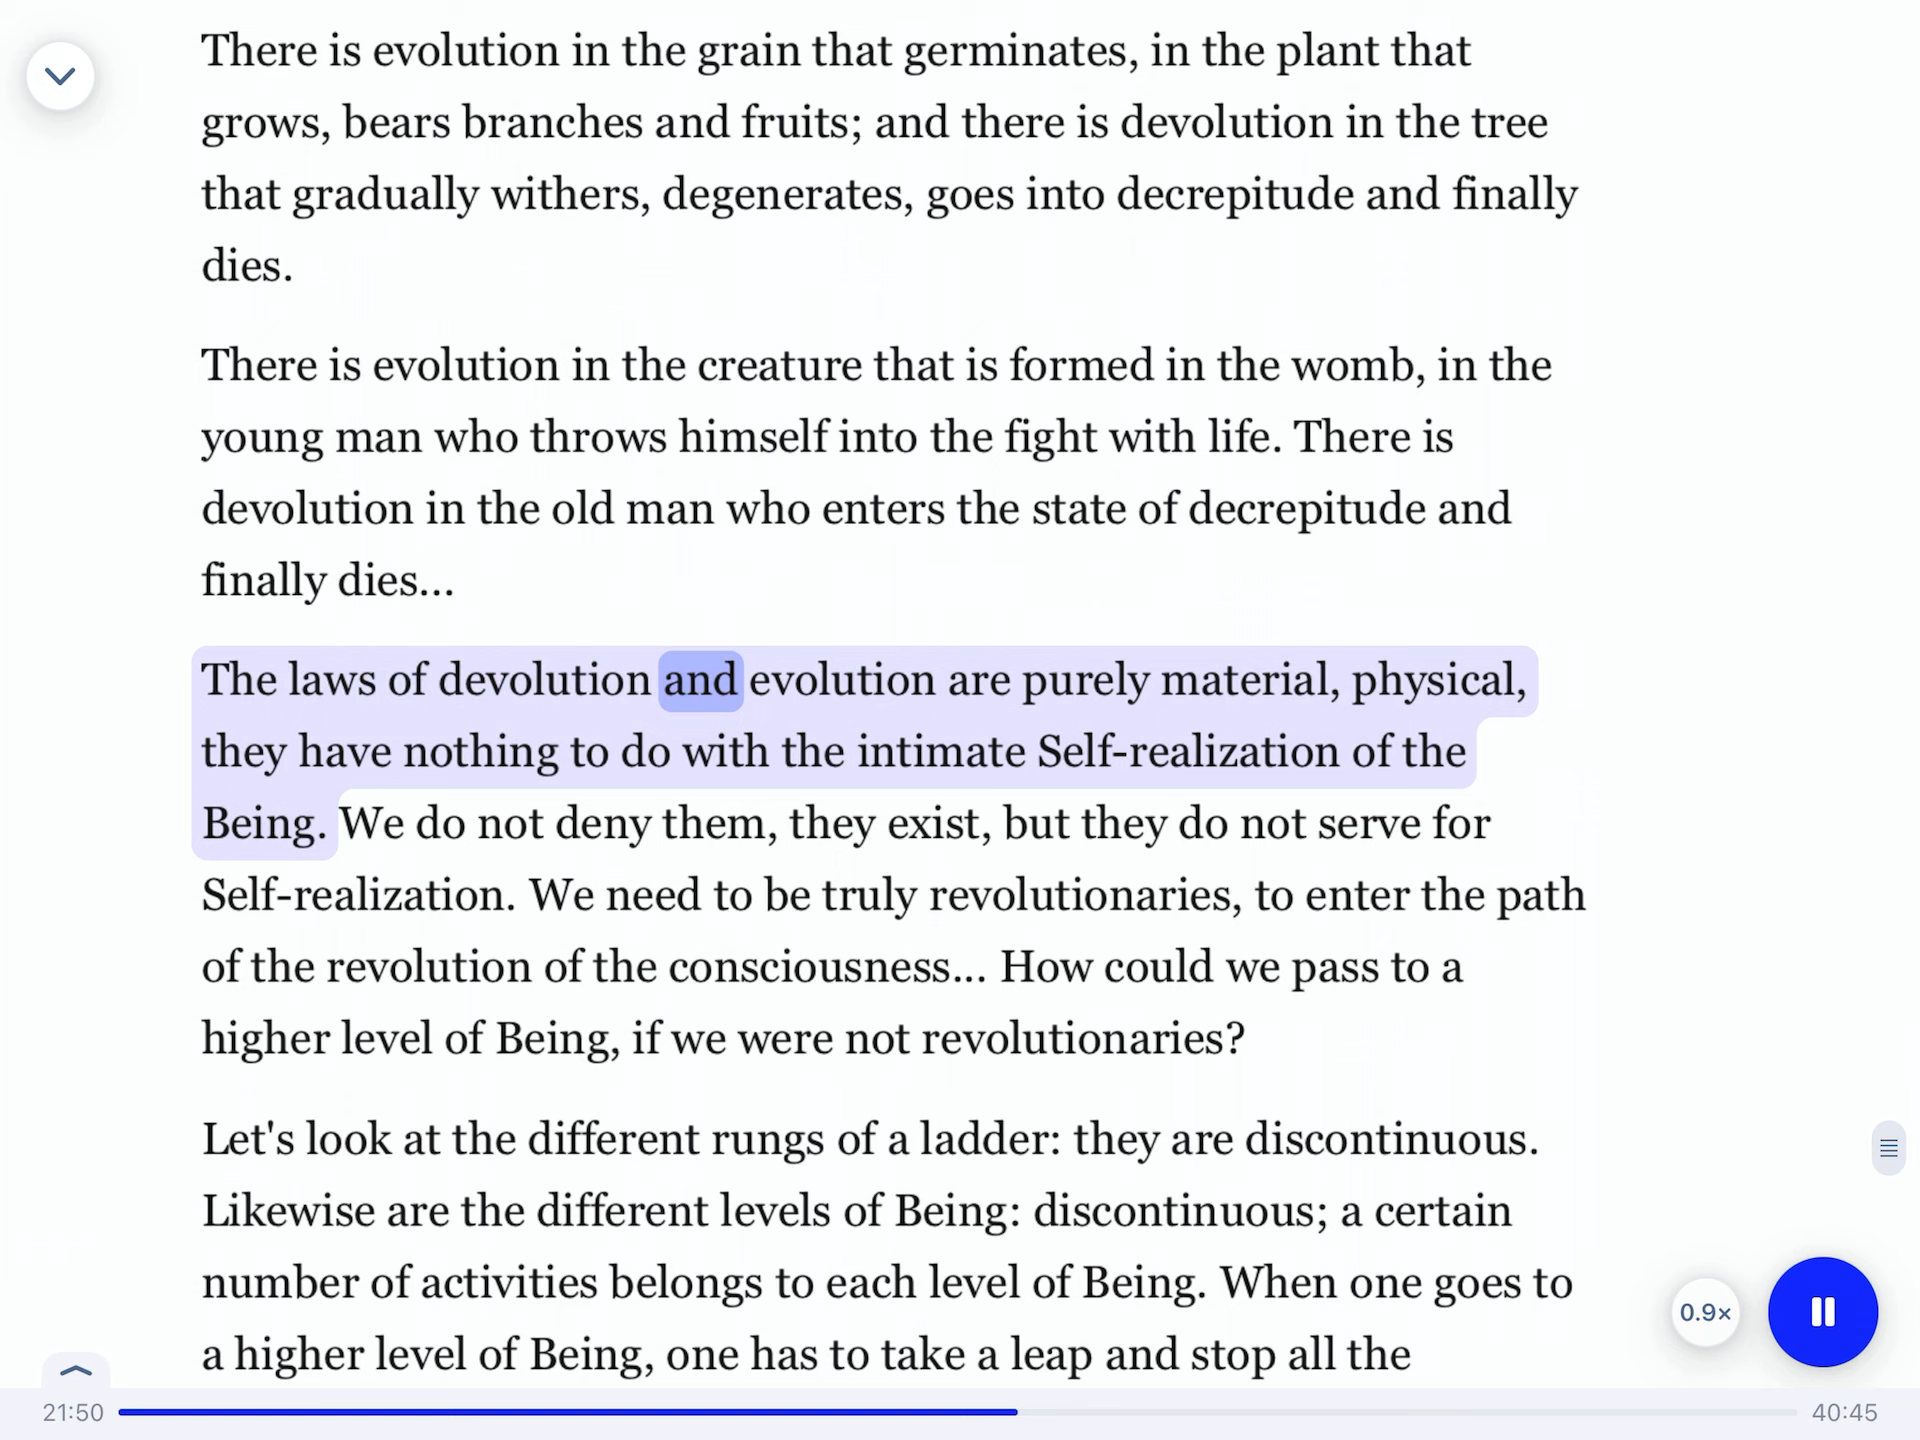 There is evolution in the grain that germinates, in the plant that
grows, bears branches and fruits; and there is devolution in the tree
that gradually withers, degenerates, goes into decrepitude and finally
dies.
There is evolution in the creature that is formed in the womb, in the
young man who throws himself into the fight with life. There is
devolution in the old man who enters the state of decrepitude and
finally dies...
The laws of devolution and evolution are purely material, physical,
they have nothing to do with the intimate Self-realization of the
Being. We do not deny them, they exist, but they do not serve for
Self-realization. We need to be truly revolutionaries, to enter the path
of the revolution of the consciousness... How could we pass to a
higher level of Being, if we were not revolutionaries?
Let's look at the different rungs of a ladder: they are discontinuous.
Likewise are the different levels of Being: discontinuous; a certain
number of activities belongs to each level of Being. When one goes to
a higher level of Being, one has to take a leap and stop all the
0.9×
21:50
40:45